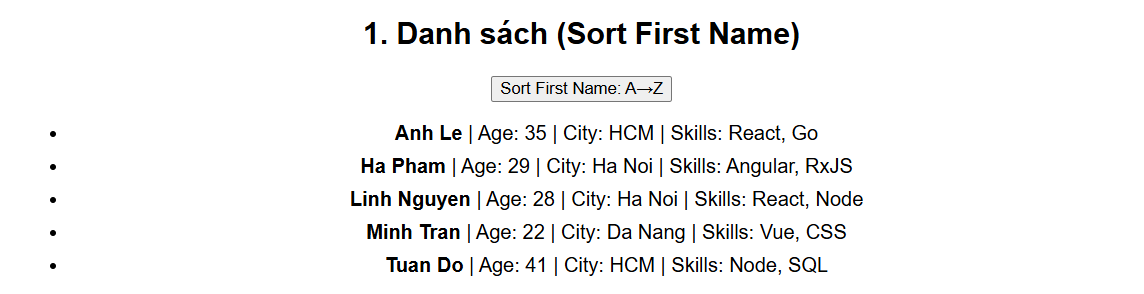 1. Danh sách (Sort First Name)
Sort First Name: A→Z
• Anh Le | Age: 35 | City: HCM | Skills: React, Go
• Ha Pham | Age: 29 | City: Ha Noi | Skills: Angular, RxJS
• Linh Nguyen | Age: 28 | City: Ha Noi | Skills: React, Node
• Minh Tran | Age: 22 | City: Da Nang | Skills: Vue, CSS
• Tuan Do | Age: 41 | City: HCM | Skills: Node, SQL